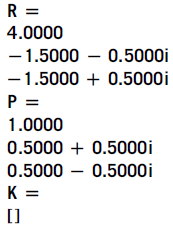 R =
4.0000
−1.5000 − 0.5000i
−1.5000 + 0.5000i
P =
1.0000
0.5000 + 0.5000i
0.5000 − 0.5000i
K =
[]